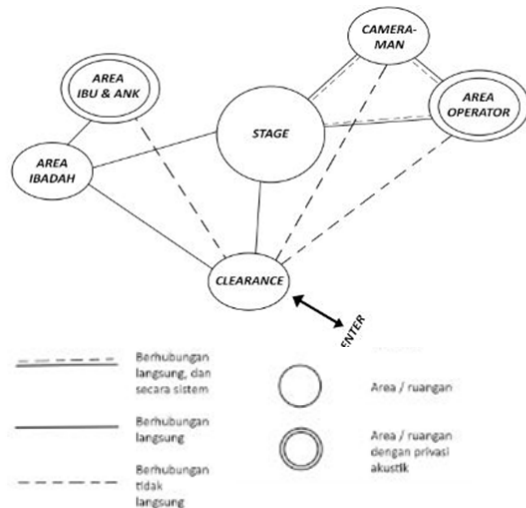 CAMERA-
MAN
AREA
IBU & ANK
AREA
OPERATOR
STAGE
AREA
IBADAH
CLEARANCE
ENTER
Berhubungan
langsung, dan
secara sistem
Area / ruangan
Berhubungan
langsung
Area / ruangan
dengan privasi
akustik
Berhubungan
tidak
langsung